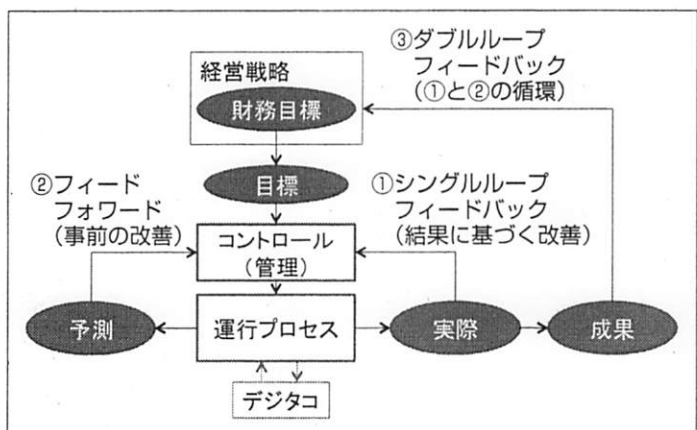 ③ダブルループ
フィードバック
(①と②の循環)
経営戦略
財務目標
目標
②フィード
フォワード
(事前の改善)
①シングルループ
フィードバック
(結果に基づく改善)
コントロール
(管理)
予測
運行プロセス
実際
成果
デジタコ